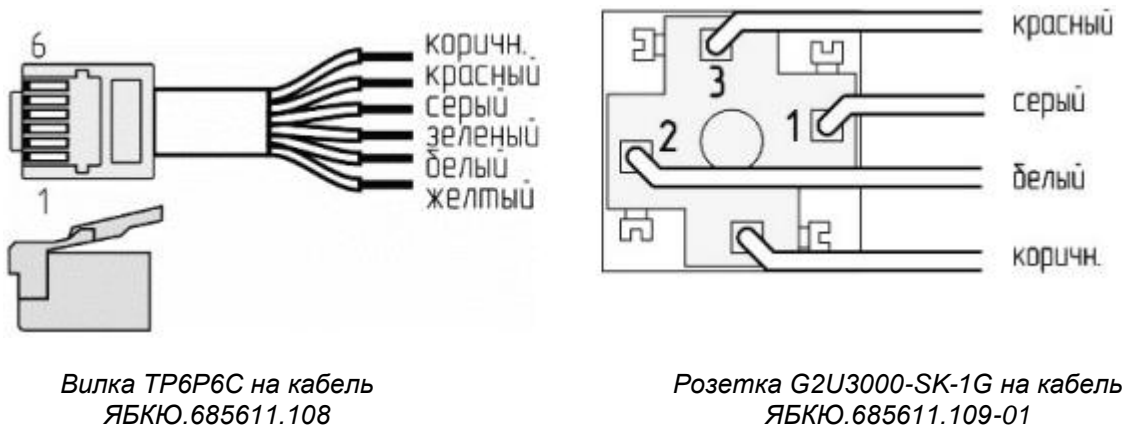 6
коричн.
красный
серый
зеленый
белый
желтый
1
красный
3
серый
1
2
белый
коричн.
Вилка TP6P6C на кабель
ЯБКЮ.685611.108
Розетка G2U3000-SK-1G на кабель
ЯБКЮ.685611.109-01